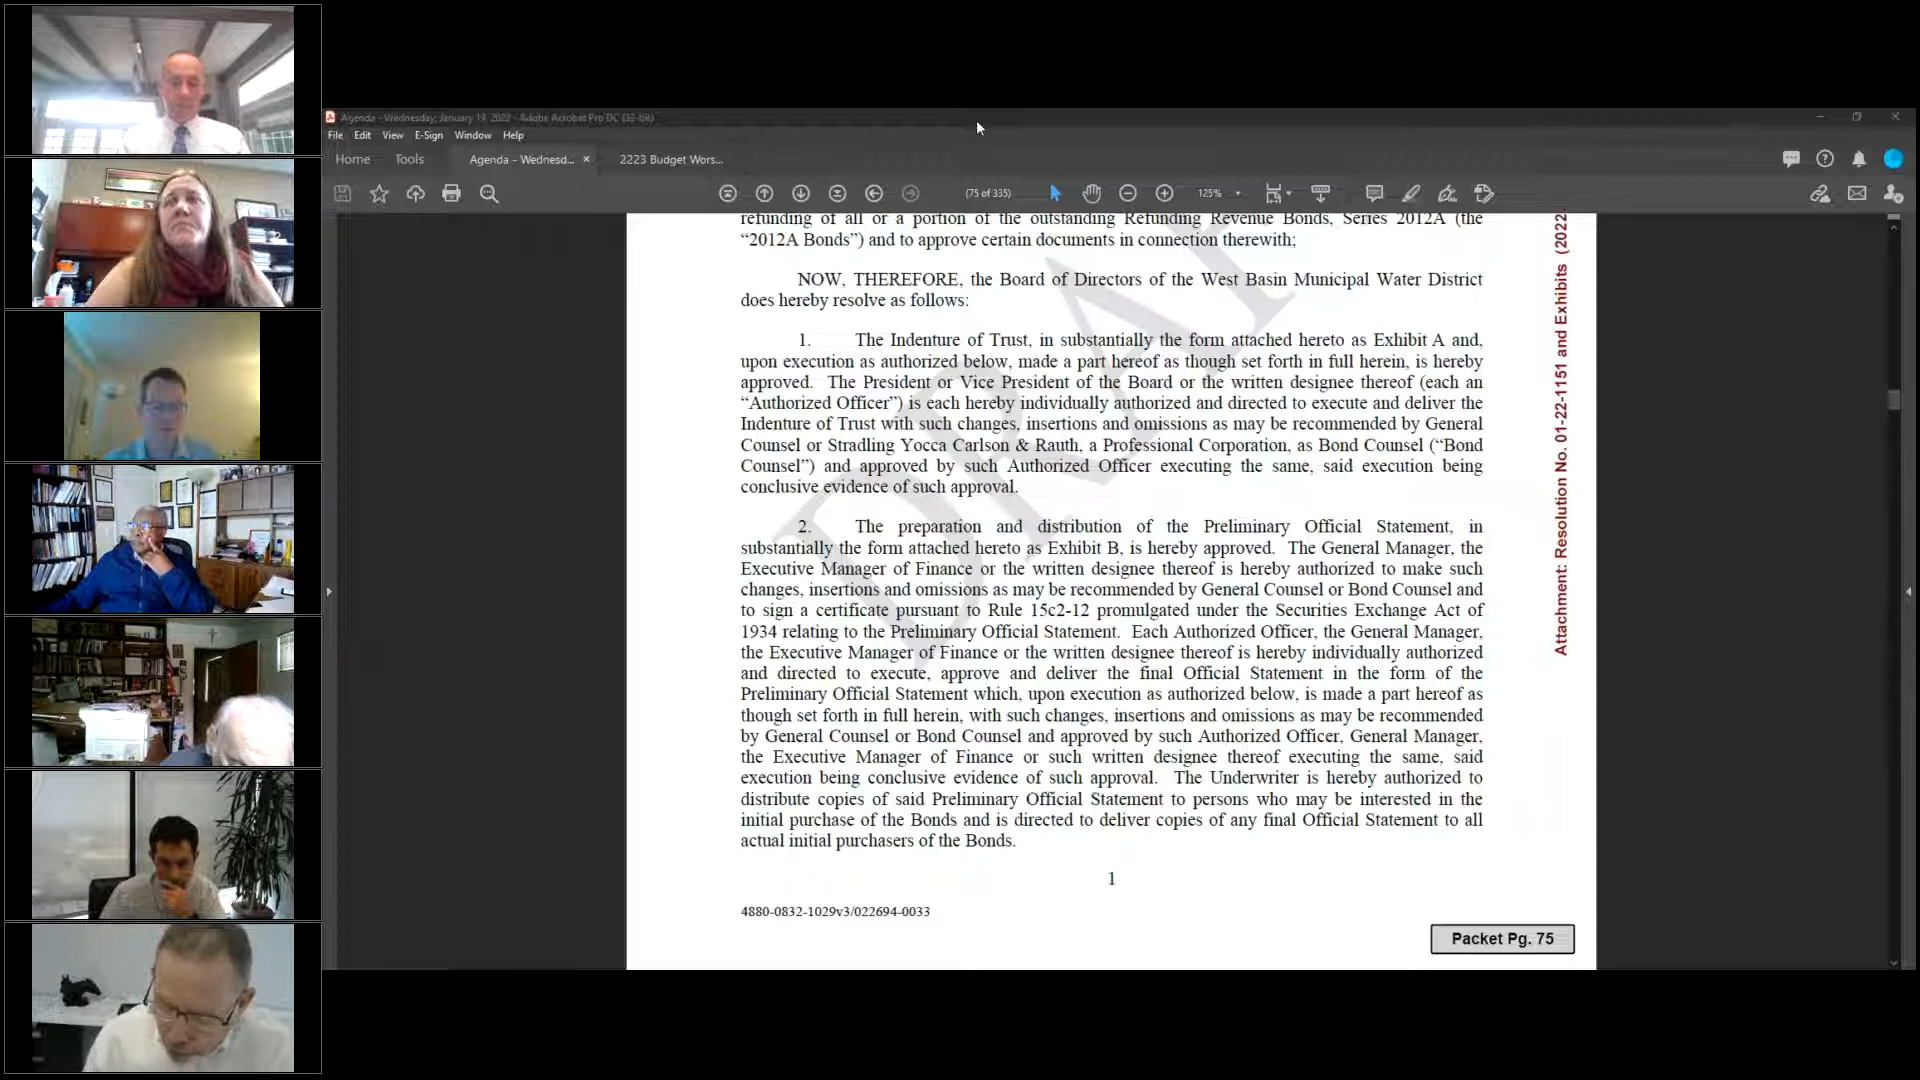 Agenda - Wednesday, January 19, 2022 - Adobe Acrobat Pro DC (32-bit)
File Edit View E-Sign Window Help
Home Tools Agenda - Wednesd... × 2223 Budget Wors...
(75 of 335) 125%
refunding of all or a portion of the outstanding Refunding Revenue Bonds, Series 2012A (the
“2012A Bonds”) and to approve certain documents in connection therewith;
NOW, THEREFORE, the Board of Directors of the West Basin Municipal Water District
does hereby resolve as follows:
1. The Indenture of Trust, in substantially the form attached hereto as Exhibit A and,
upon execution as authorized below, made a part hereof as though set forth in full herein, is hereby
approved. The President or Vice President of the Board or the written designee thereof (each an
“Authorized Officer”) is each hereby individually authorized and directed to execute and deliver the
Indenture of Trust with such changes, insertions and omissions as may be recommended by General
Counsel or Stradling Yocca Carlson & Rauth, a Professional Corporation, as Bond Counsel (“Bond
Counsel”) and approved by such Authorized Officer executing the same, said execution being
conclusive evidence of such approval.
2. The preparation and distribution of the Preliminary Official Statement, in
substantially the form attached hereto as Exhibit B, is hereby approved. The General Manager, the
Executive Manager of Finance or the written designee thereof is hereby authorized to make such
changes, insertions and omissions as may be recommended by General Counsel or Bond Counsel and
to sign a certificate pursuant to Rule 15c2-12 promulgated under the Securities Exchange Act of
1934 relating to the Preliminary Official Statement. Each Authorized Officer, the General Manager,
the Executive Manager of Finance or the written designee thereof is hereby individually authorized
and directed to execute, approve and deliver the final Official Statement in the form of the
Preliminary Official Statement which, upon execution as authorized below, is made a part hereof as
though set forth in full herein, with such changes, insertions and omissions as may be recommended
by General Counsel or Bond Counsel and approved by such Authorized Officer, General Manager,
the Executive Manager of Finance or such written designee thereof executing the same, said
execution being conclusive evidence of such approval. The Underwriter is hereby authorized to
distribute copies of said Preliminary Official Statement to persons who may be interested in the
initial purchase of the Bonds and is directed to deliver copies of any final Official Statement to all
actual initial purchasers of the Bonds.
1
4880-0832-1029v3/022694-0033
Packet Pg. 75
Attachment: Resolution No. 01-22-1151 and Exhibits (2022
DRAF